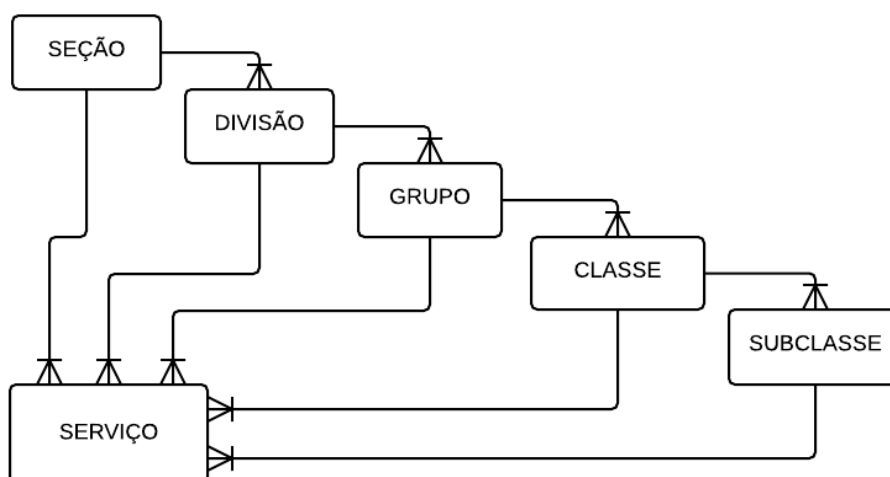 SEÇÃO
DIVISÃO
GRUPO
CLASSE
SUBCLASSE
SERVIÇO